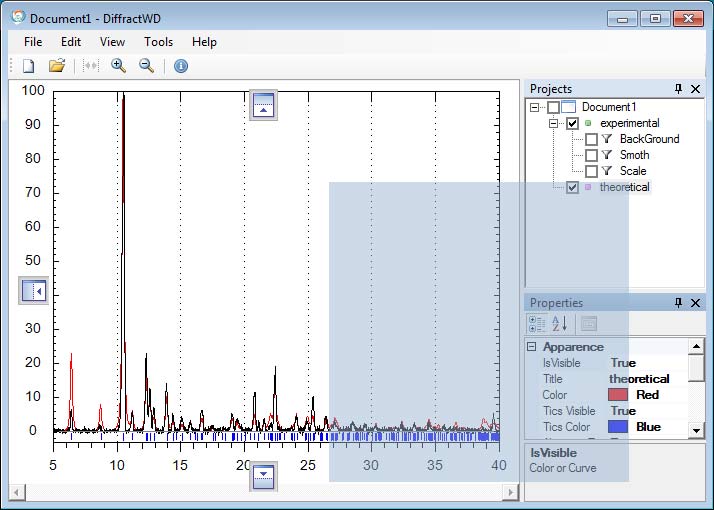 Document1 - DiffractWD
File Edit View Tools Help
Projects
Document1
experimental
BackGround
Smoth
Scale
theoretical
100
90
80
70
60
50
40
30
20
10
0
5 10 15 20 25 30 35 40
Properties
Apparence
IsVisible True
Title theoretical
Color Red
Tics Visible True
Tics Color Blue
IsVisible
Color or Curve